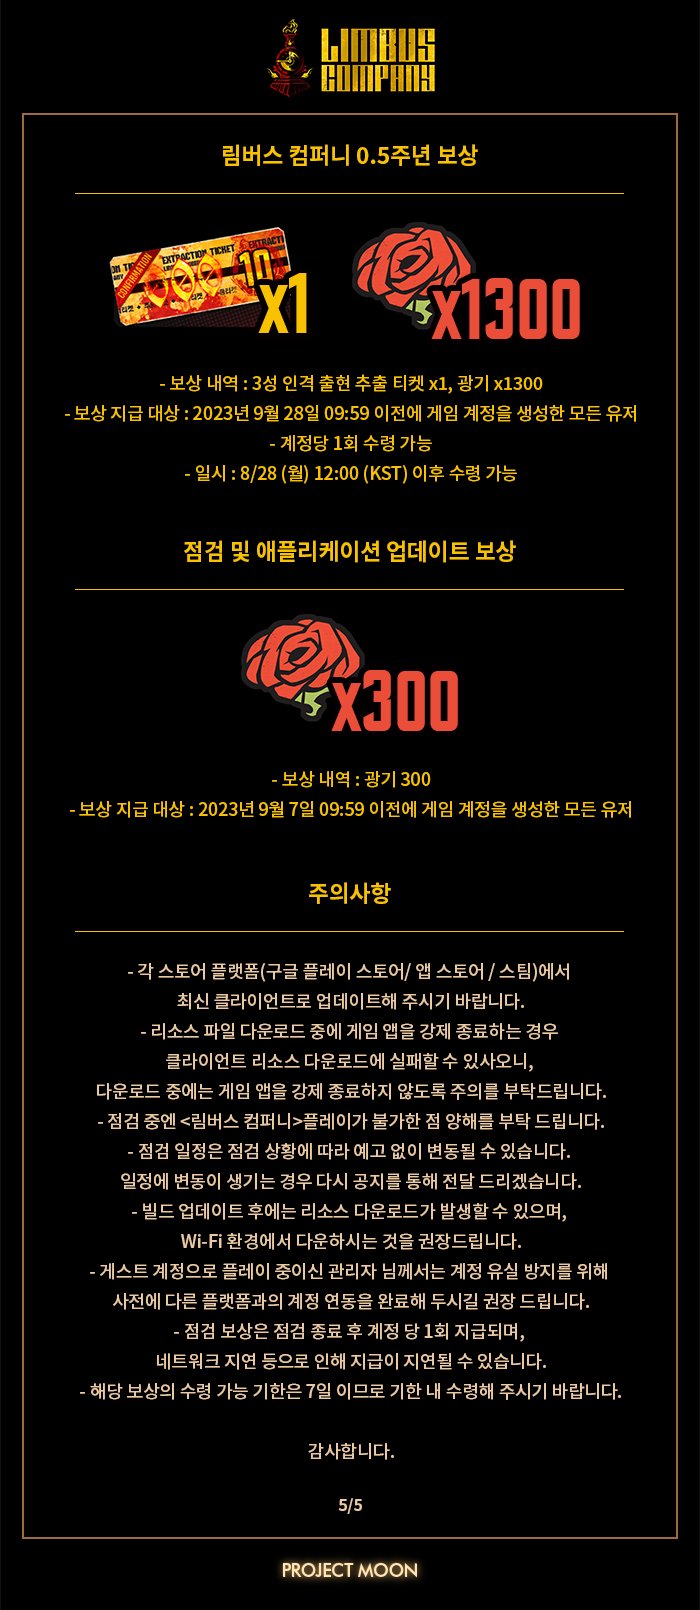 LIMBUS
COMPANY
림버스 컴퍼니 0.5주년 보상
EXTRACTION TICKET
CONFIRMATION
10
x1
x1300
- 보상 내역 : 3성 인격 출현 추출 티켓 x1, 광기 x1300
- 보상 지급 대상 : 2023년 9월 28일 09:59 이전에 게임 계정을 생성한 모든 유저
- 계정당 1회 수령 가능
- 일시 : 8/28 (월) 12:00 (KST) 이후 수령 가능
점검 및 애플리케이션 업데이트 보상
x300
- 보상 내역 : 광기 300
- 보상 지급 대상 : 2023년 9월 7일 09:59 이전에 게임 계정을 생성한 모든 유저
주의사항
- 각 스토어 플랫폼(구글 플레이 스토어/ 앱 스토어 / 스팀)에서
최신 클라이언트로 업데이트해 주시기 바랍니다.
- 리소스 파일 다운로드 중에 게임 앱을 강제 종료하는 경우
클라이언트 리소스 다운로드에 실패할 수 있사오니,
다운로드 중에는 게임 앱을 강제 종료하지 않도록 주의를 부탁드립니다.
- 점검 중엔 <림버스 컴퍼니>플레이가 불가한 점 양해를 부탁 드립니다.
- 점검 일정은 점검 상황에 따라 예고 없이 변동될 수 있습니다.
일정에 변동이 생기는 경우 다시 공지를 통해 전달 드리겠습니다.
- 빌드 업데이트 후에는 리소스 다운로드가 발생할 수 있으며,
Wi-Fi 환경에서 다운하시는 것을 권장드립니다.
- 게스트 계정으로 플레이 중이신 관리자 님께서는 계정 유실 방지를 위해
사전에 다른 플랫폼과의 계정 연동을 완료해 두시길 권장 드립니다.
- 점검 보상은 점검 종료 후 계정 당 1회 지급되며,
네트워크 지연 등으로 인해 지급이 지연될 수 있습니다.
- 해당 보상의 수령 가능 기한은 7일 이므로 기한 내 수령해 주시기 바랍니다.
감사합니다.
5/5
PROJECT MOON